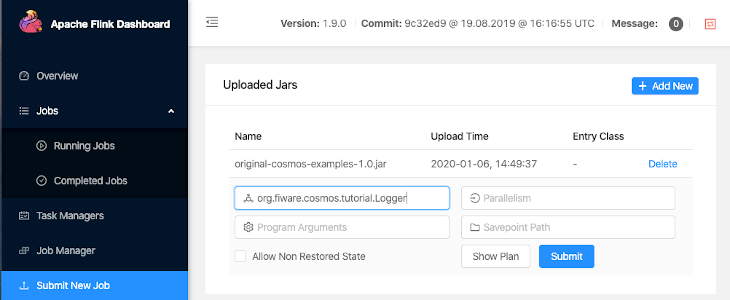 Apache Flink Dashboard
Version: 1.9.0 Commit: 9c32ed9 @ 19.08.2019 @ 16:16:55 UTC Message: 0
Overview
Jobs
Running Jobs
Completed Jobs
Task Managers
Job Manager
Submit New Job
Uploaded Jars
+ Add New
Name Upload Time Entry Class
original-cosmos-examples-1.0.jar 2020-01-06, 14:49:37 - Delete
org.fiware.cosmos.tutorial.Logger Parallelism
Program Arguments Savepoint Path
Allow Non Restored State Show Plan Submit